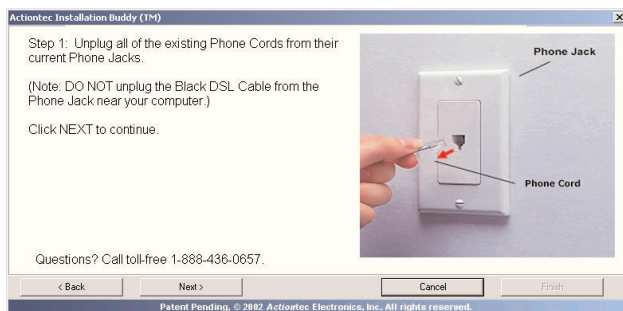 Actiontec Installation Buddy (TM)
Step 1: Unplug all of the existing Phone Cords from their
current Phone Jacks.
(Note: DO NOT unplug the Black DSL Cable from the
Phone Jack near your computer.)
Click NEXT to continue.
Phone Jack
Phone Cord
Questions? Call toll-free 1-888-436-0657.
< Back
Next >
Cancel
Finish
Patent Pending, © 2002 Actiontec Electronics, Inc. All rights reserved.